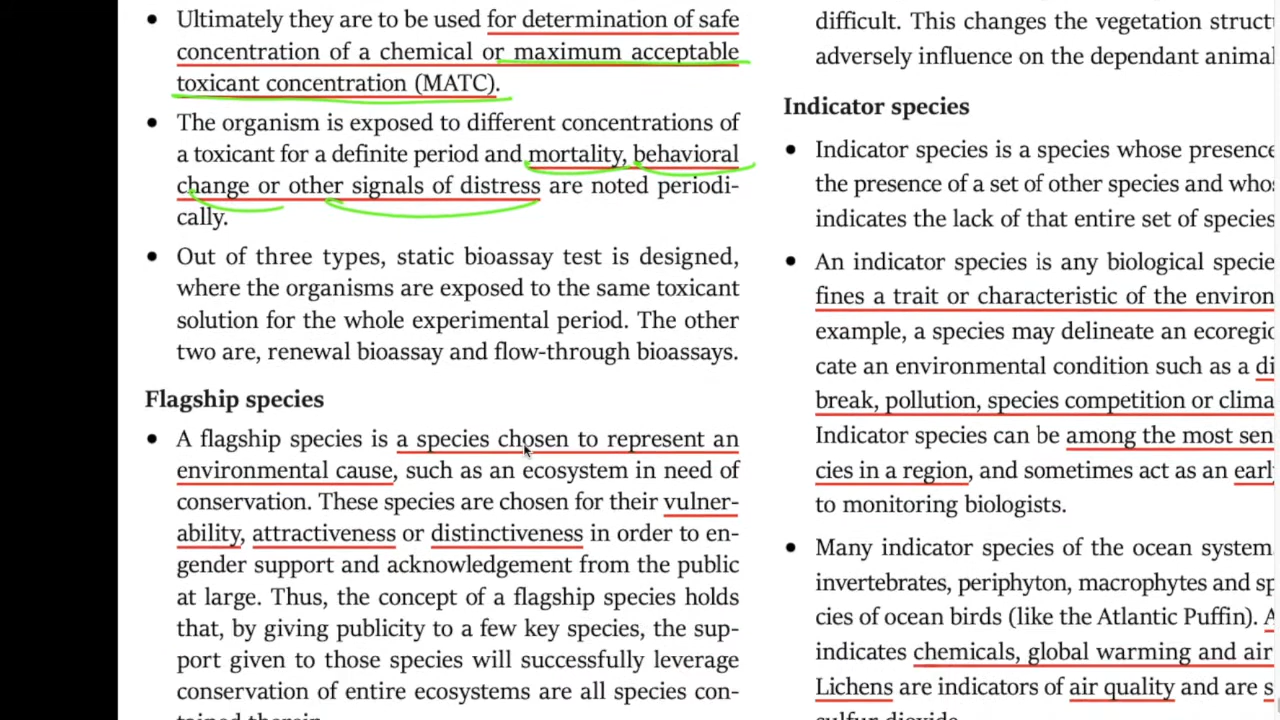 Ultimately they are to be used for determination of safe
concentration of a chemical or maximum acceptable
toxicant concentration (MATC).
The organism is exposed to different concentrations of
a toxicant for a definite period and mortality, behavioral
change or other signals of distress are noted periodi-
cally.
Out of three types, static bioassay test is designed,
where the organisms are exposed to the same toxicant
solution for the whole experimental period. The other
two are, renewal bioassay and flow-through bioassays.
Flagship species
A flagship species is a species chosen to represent an
environmental cause, such as an ecosystem in need of
conservation. These species are chosen for their vulner-
ability, attractiveness or distinctiveness in order to en-
gender support and acknowledgement from the public
at large. Thus, the concept of a flagship species holds
that, by giving publicity to a few key species, the sup-
port given to those species will successfully leverage
conservation of entire ecosystems are all species con-
tained therein.
difficult. This changes the vegetation struct
adversely influence on the dependant animal
Indicator species
Indicator species is a species whose presence
the presence of a set of other species and who
indicates the lack of that entire set of species
An indicator species is any biological specie
fines a trait or characteristic of the environ
example, a species may delineate an ecoregio
cate an environmental condition such as a di
break, pollution, species competition or clima
Indicator species can be among the most sen
cies in a region, and sometimes act as an earl
to monitoring biologists.
Many indicator species of the ocean system
invertebrates, periphyton, macrophytes and sp
cies of ocean birds (like the Atlantic Puffin). A
indicates chemicals, global warming and air
Lichens are indicators of air quality and are s
sulfur dioxide.